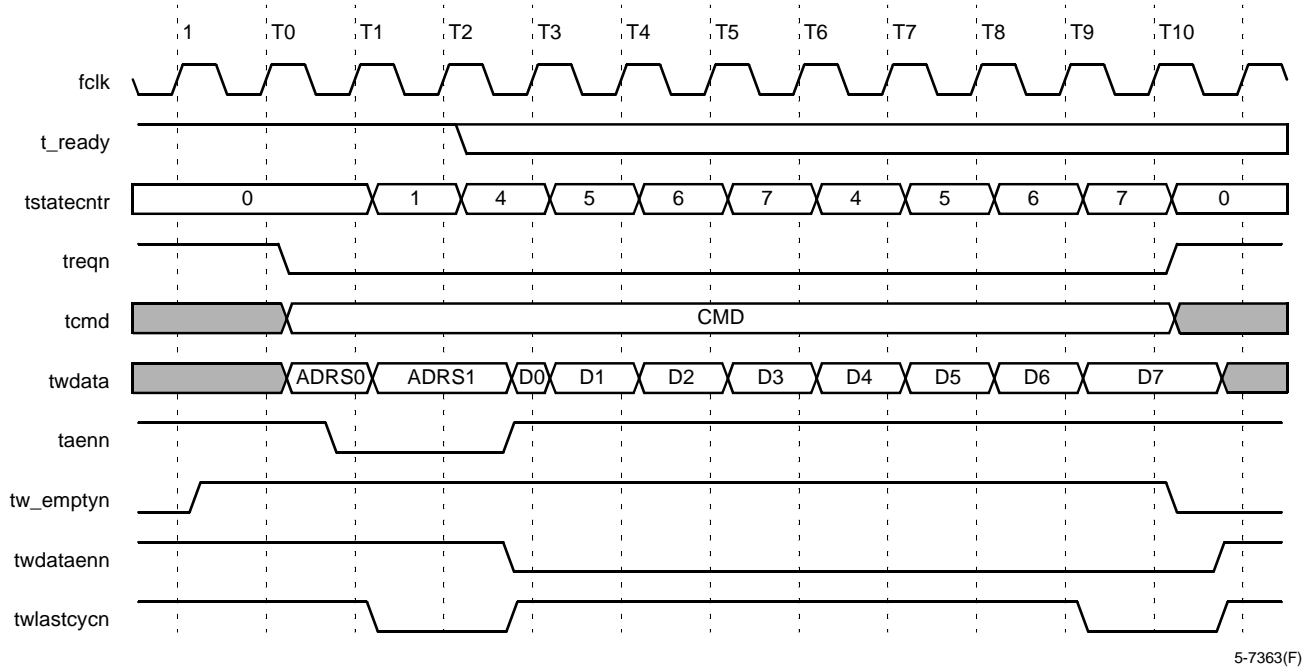 1 T0 T1 T2 T3 T4 T5 T6 T7 T8 T9 T10
fclk
t_ready
tstatecntr 0 1 4 5 6 7 4 5 6 7 0
treqn
tcmd CMD
twdata ADRS0 ADRS1 D0 D1 D2 D3 D4 D5 D6 D7
taenn
tw_emptyn
twdataenn
twlastcycn
5-7363(F)